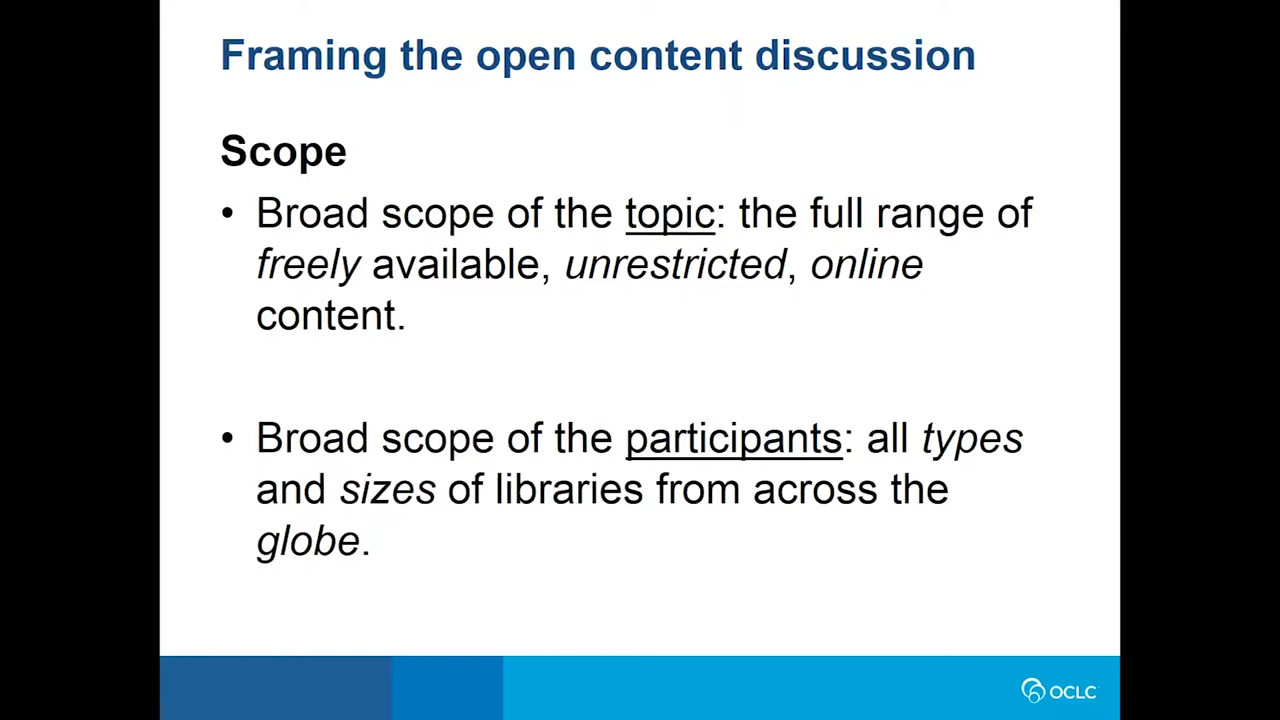 Framing the open content discussion
Scope
• Broad scope of the topic: the full range of
freely available, unrestricted, online
content.
• Broad scope of the participants: all types
and sizes of libraries from across the
globe.
OCLC